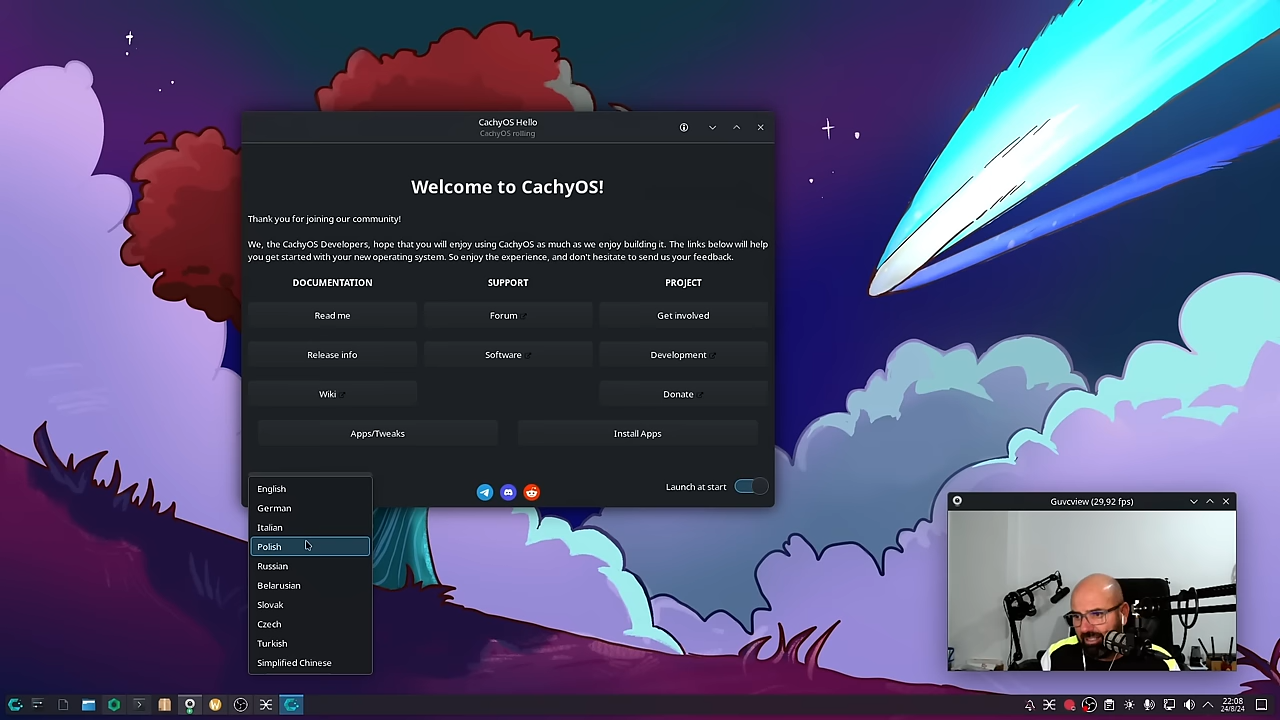 CachyOS Hello
CachyOS rolling
Welcome to CachyOS!
Thank you for joining our community!
We, the CachyOS Developers, hope that you will enjoy using CachyOS as much as we enjoy building it. The links below will help
you get started with your new operating system. So enjoy the experience, and don't hesitate to send us your feedback.
DOCUMENTATION SUPPORT PROJECT
Read me Forum Get involved
Release info Software Development
Wiki Donate
Apps/Tweaks Install Apps
Launch at start
English
German
Italian
Polish
Russian
Belarusian
Slovak
Czech
Turkish
Simplified Chinese
Guvcview (29,92 fps)
22:08
24/8/24